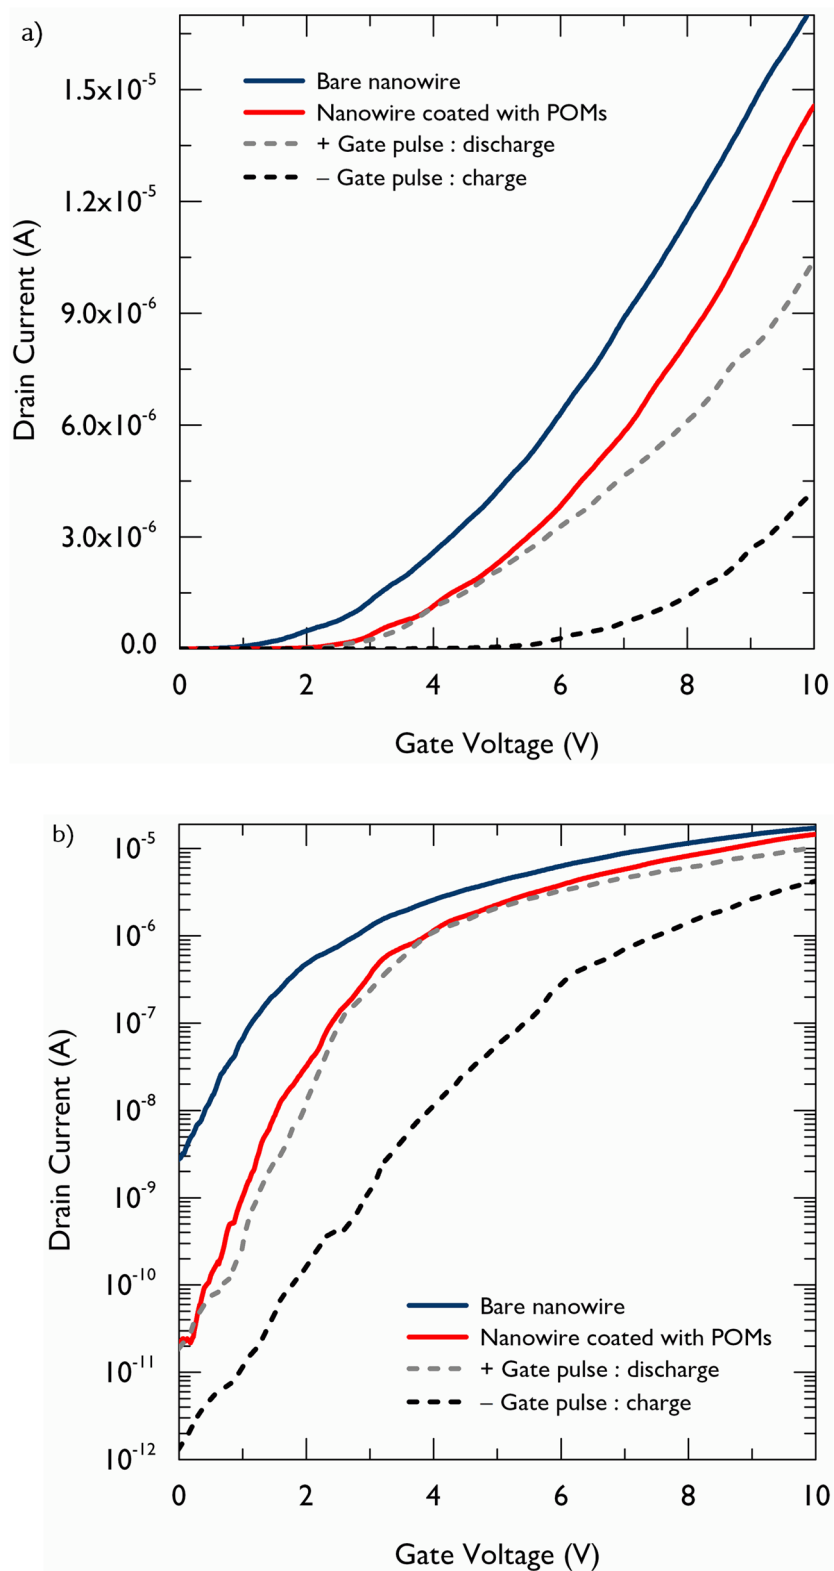 a)
Bare nanowire
Nanowire coated with POMs
+ Gate pulse : discharge
– Gate pulse : charge
1.5x10-5
1.2x10-5
9.0x10-6
6.0x10-6
3.0x10-6
0.0
Drain Current (A)
0 2 4 6 8 10
Gate Voltage (V)
b)
10-5
10-6
10-7
10-8
10-9
10-10
10-11
10-12
Drain Current (A)
Bare nanowire
Nanowire coated with POMs
+ Gate pulse : discharge
– Gate pulse : charge
0 2 4 6 8 10
Gate Voltage (V)